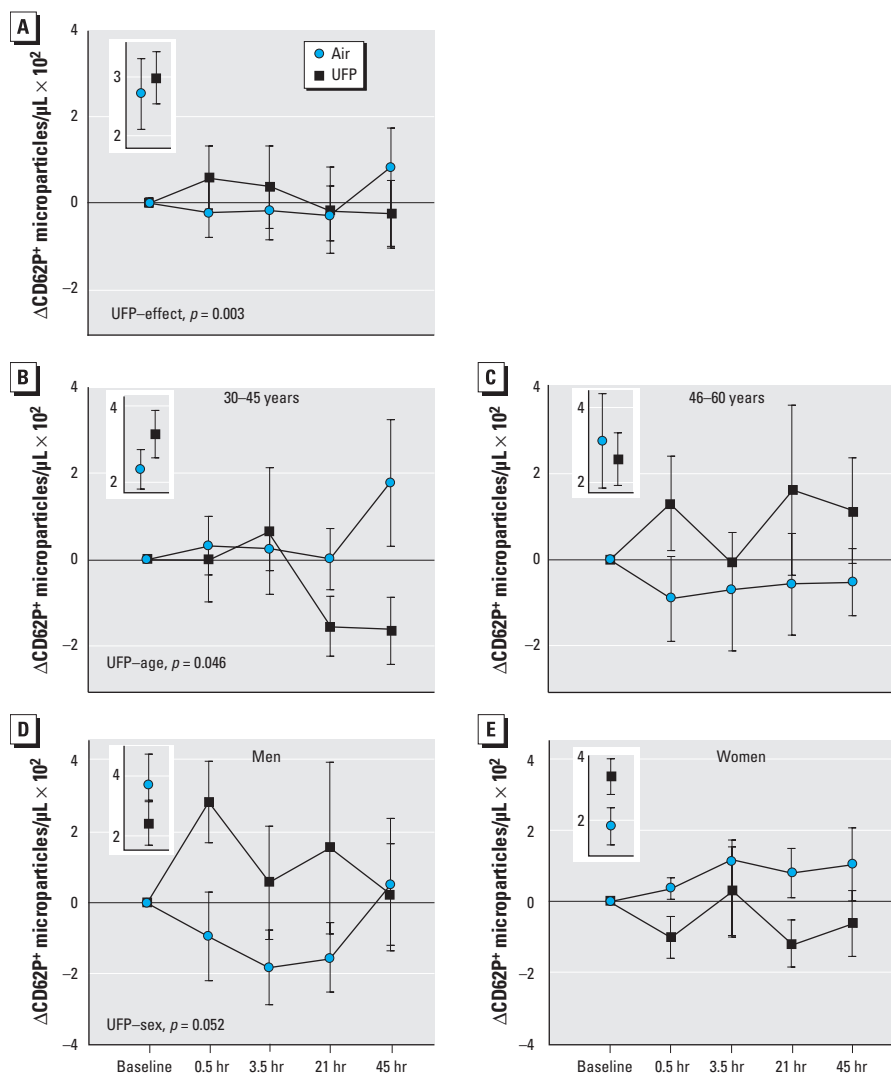 A
ΔCD62P⁺ microparticles/μL × 10²
4
2
0
−2
−4
3
2
Air
UFP
UFP–effect, p = 0.003
B
ΔCD62P⁺ microparticles/μL × 10²
4
2
0
−2
4
2
30–45 years
UFP–age, p = 0.046
C
ΔCD62P⁺ microparticles/μL × 10²
4
2
0
−2
4
2
46–60 years
D
ΔCD62P⁺ microparticles/μL × 10²
4
2
0
−2
−4
4
2
Men
UFP–sex, p = 0.052
Baseline 0.5 hr 3.5 hr 21 hr 45 hr
E
ΔCD62P⁺ microparticles/μL × 10²
4
2
0
−2
−4
4
2
Women
Baseline 0.5 hr 3.5 hr 21 hr 45 hr